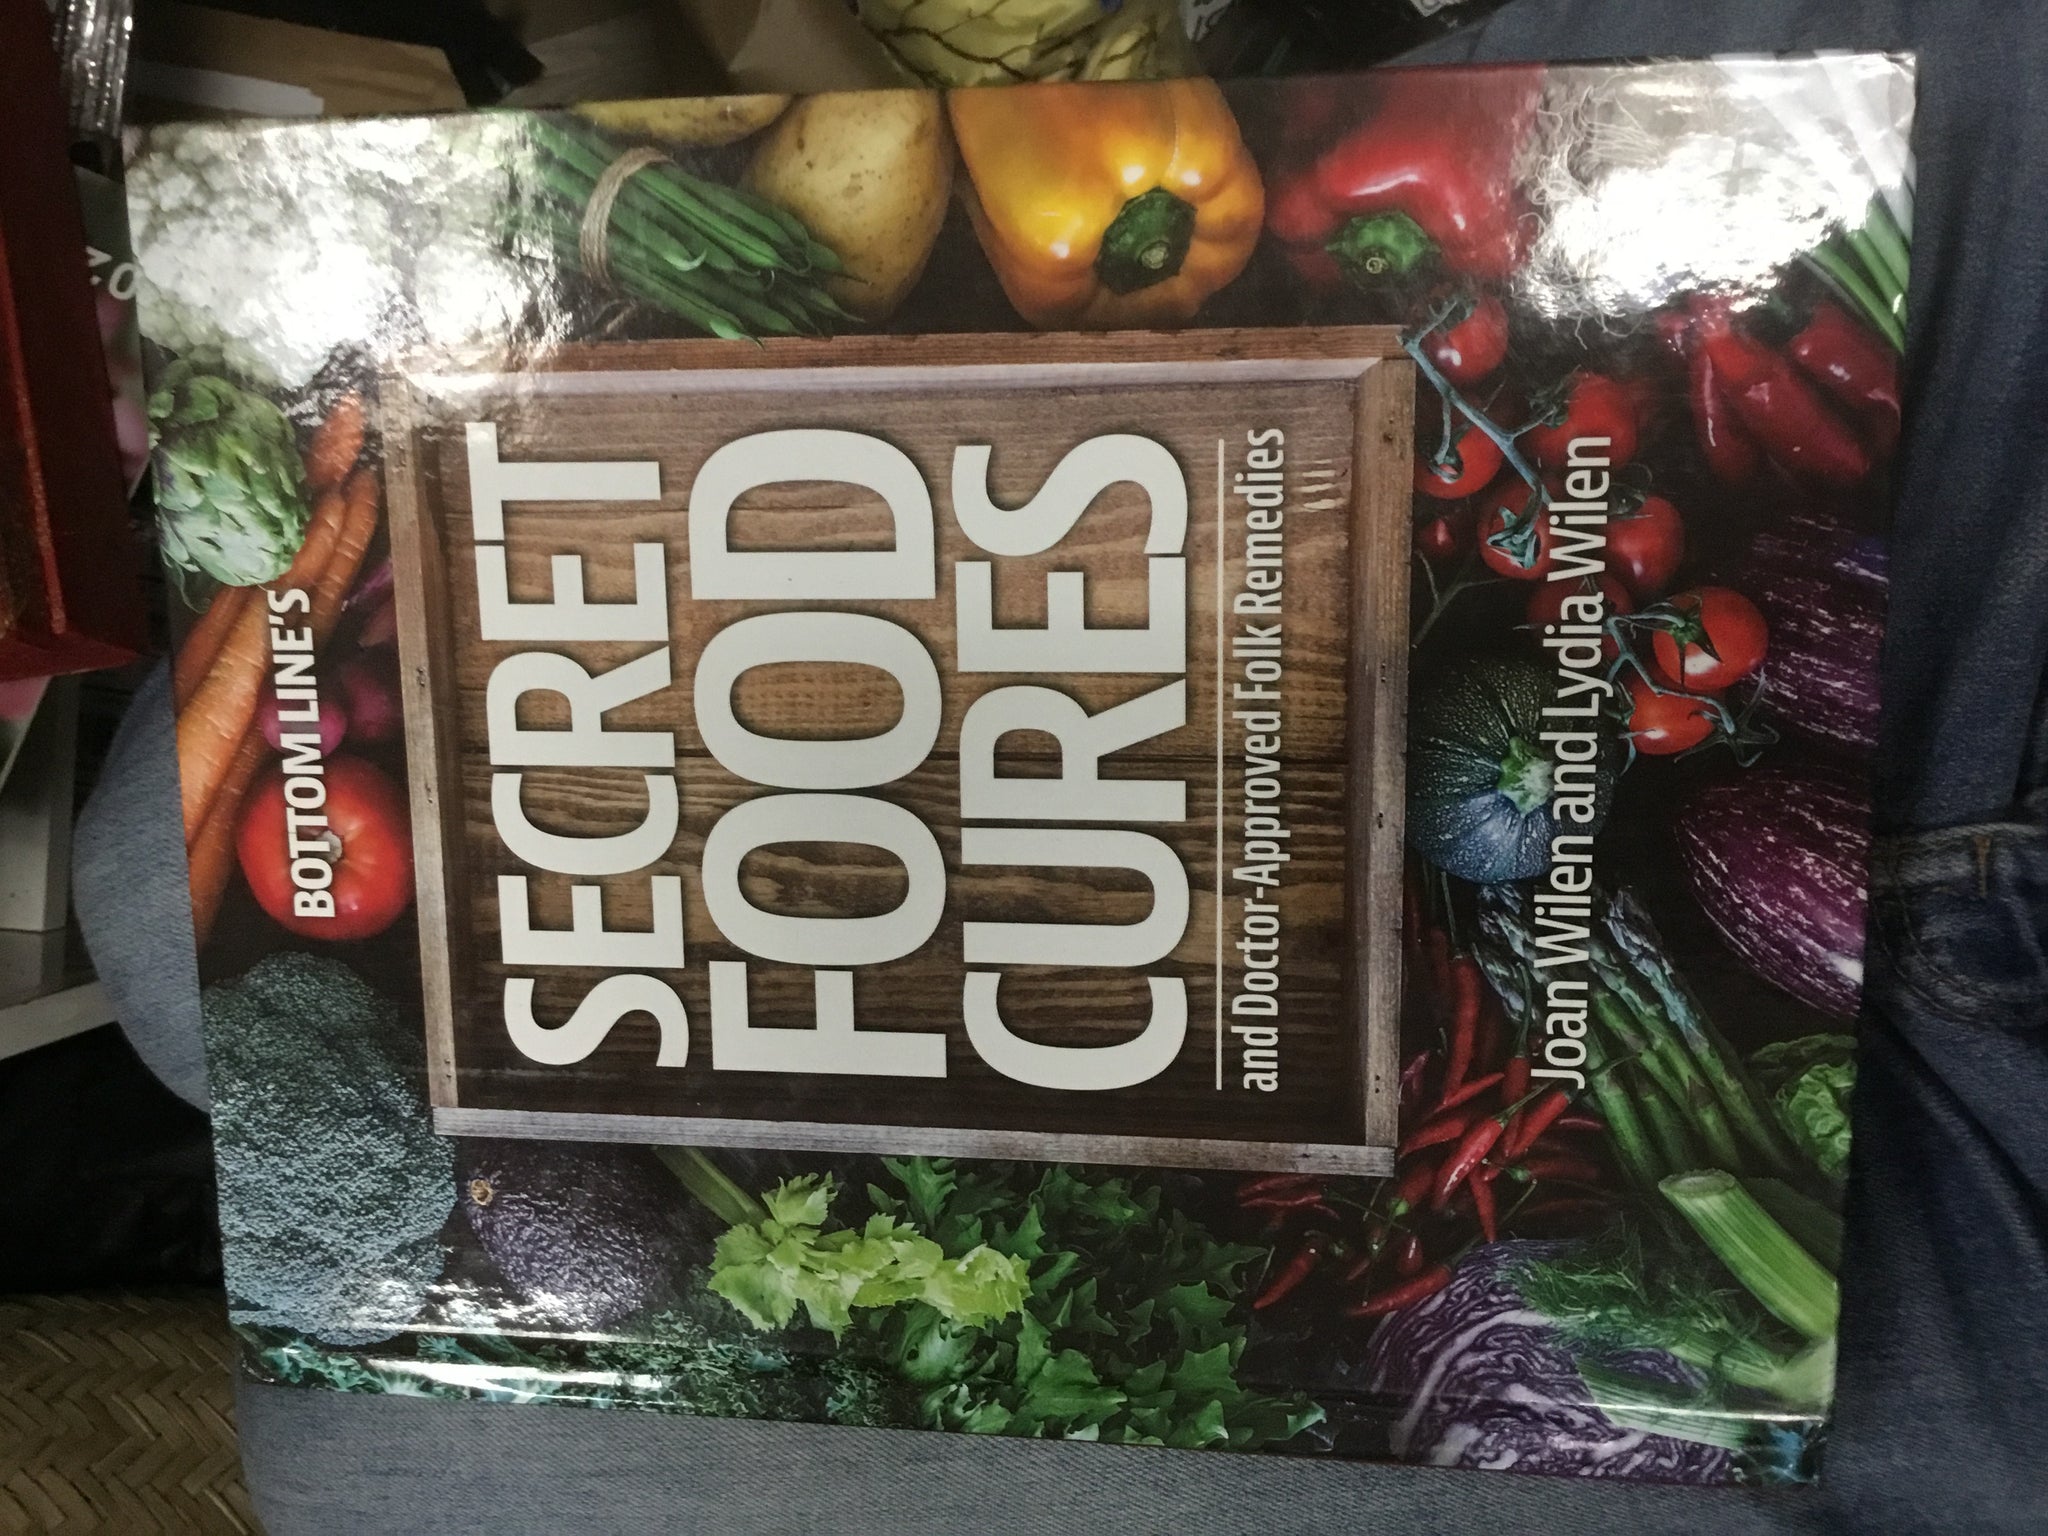 BOTTOM LINE'S
SECRET
FOOD
CURES
and Doctor-Approved Folk Remedies
Joan Wilen and Lydia Wilen